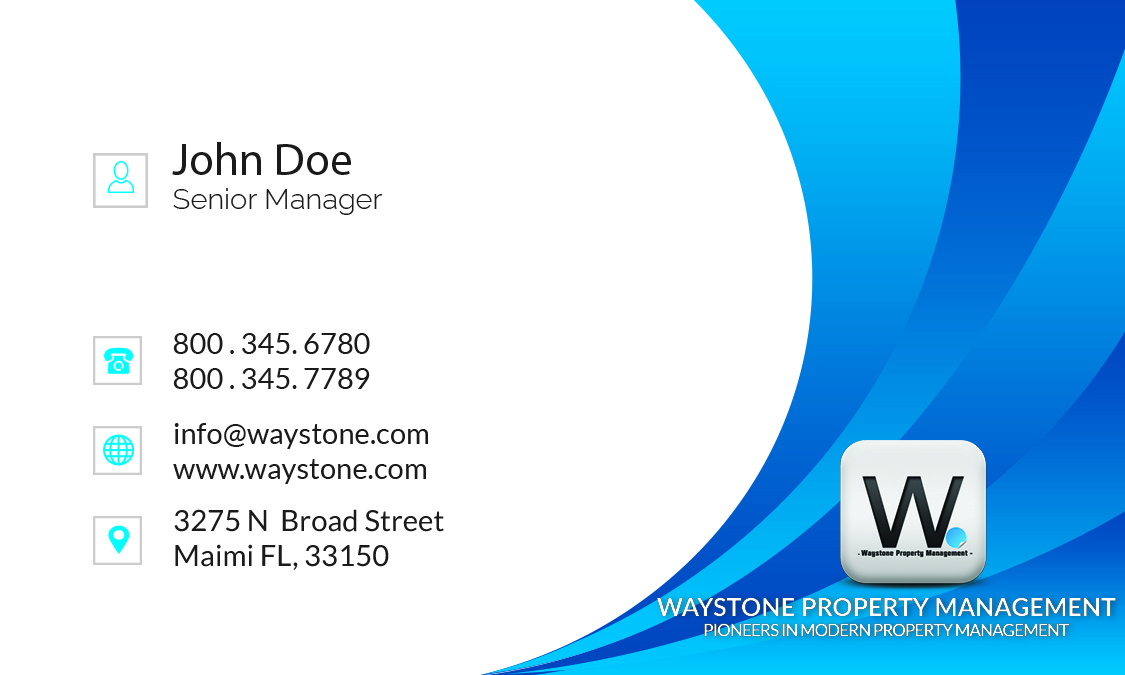 John Doe
Senior Manager
800 . 345. 6780
800 . 345. 7789
info@waystone.com
www.waystone.com
3275 N  Broad Street
Maimi FL, 33150
W.
- Waystone Property Management -
WAYSTONE PROPERTY MANAGEMENT
PIONEERS IN MODERN PROPERTY MANAGEMENT